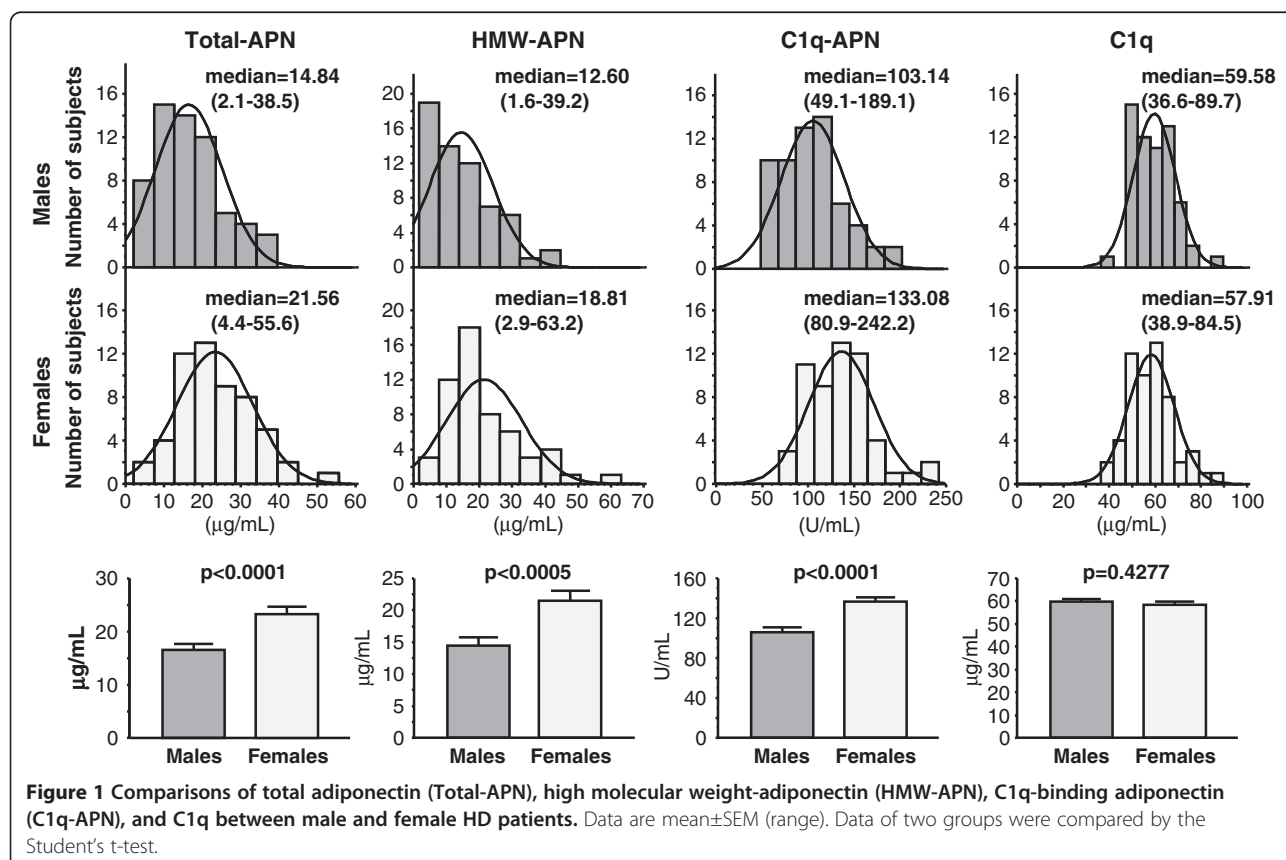 Total-APN HMW-APN C1q-APN C1q
Males
Number of subjects
median=14.84
(2.1-38.5)
16
12
8
4
0
median=12.60
(1.6-39.2)
20
16
12
8
4
0
median=103.14
(49.1-189.1)
16
12
8
4
0
median=59.58
(36.6-89.7)
16
12
8
4
0
Females
Number of subjects
median=21.56
(4.4-55.6)
16
12
8
4
0
0 10 20 30 40 50 60
(μg/mL)
median=18.81
(2.9-63.2)
20
16
12
8
4
0
0 10 20 30 40 50 60 70
(μg/mL)
median=133.08
(80.9-242.2)
16
12
8
4
0
0 50 100 150 200 250
(U/mL)
median=57.91
(38.9-84.5)
16
12
8
4
0
0 20 40 60 80 100
(μg/mL)
p<0.0001
μg/mL
30
20
10
0
Males Females
p<0.0005
μg/mL
25
20
15
10
5
0
Males Females
p<0.0001
U/mL
160
120
80
40
0
Males Females
p=0.4277
μg/mL
70
60
50
40
30
20
10
0
Males Females
Figure 1 Comparisons of total adiponectin (Total-APN), high molecular weight-adiponectin (HMW-APN), C1q-binding adiponectin
(C1q-APN), and C1q between male and female HD patients. Data are mean±SEM (range). Data of two groups were compared by the
Student's t-test.